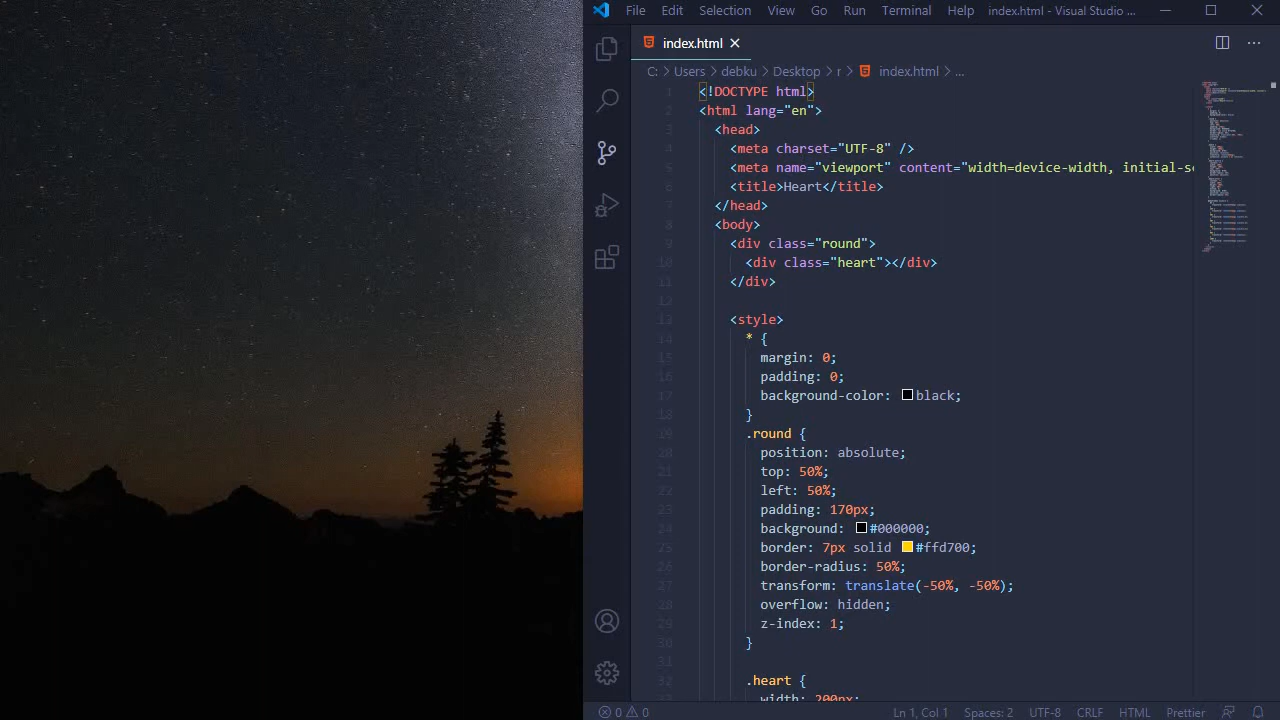 File Edit Selection View Go Run Terminal Help index.html - Visual Studio ...
index.html
C: > Users > debku > Desktop > r > index.html > ...
1 <!DOCTYPE html>
2 <html lang="en">
3 <head>
4 <meta charset="UTF-8" />
5 <meta name="viewport" content="width=device-width, initial-sc
6 <title>Heart</title>
7 </head>
8 <body>
9 <div class="round">
10 <div class="heart"></div>
11 </div>
12
13 <style>
14 * {
15 margin: 0;
16 padding: 0;
17 background-color: black;
18 }
19 .round {
20 position: absolute;
21 top: 50%;
22 left: 50%;
23 padding: 170px;
24 background: #000000;
25 border: 7px solid #ffd700;
26 border-radius: 50%;
27 transform: translate(-50%, -50%);
28 overflow: hidden;
29 z-index: 1;
30 }
31
32 .heart {
width: 200px;
0 0 Ln 1, Col 1 Spaces: 2 UTF-8 CRLF HTML Prettier